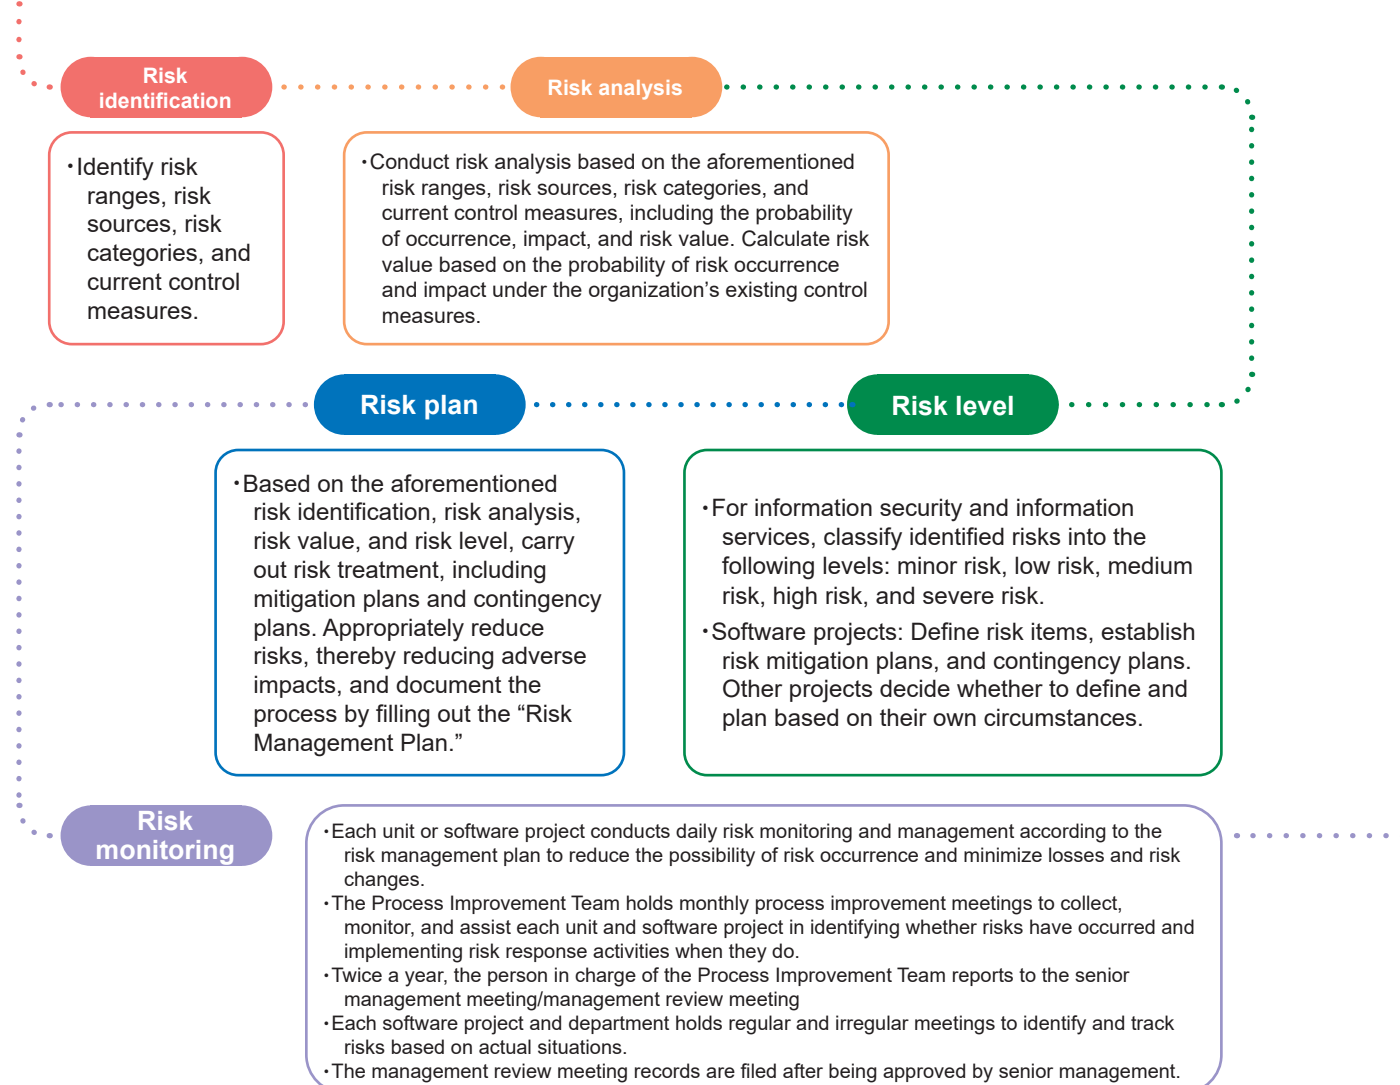 Risk
identification
Risk analysis
·Identify risk
ranges, risk
sources, risk
categories, and
current control
measures.
·Conduct risk analysis based on the aforementioned
risk ranges, risk sources, risk categories, and
current control measures, including the probability
of occurrence, impact, and risk value. Calculate risk
value based on the probability of risk occurrence
and impact under the organization’s existing control
measures.
Risk plan
Risk level
·Based on the aforementioned
risk identification, risk analysis,
risk value, and risk level, carry
out risk treatment, including
mitigation plans and contingency
plans. Appropriately reduce
risks, thereby reducing adverse
impacts, and document the
process by filling out the “Risk
Management Plan.”
·For information security and information
services, classify identified risks into the
following levels: minor risk, low risk, medium
risk, high risk, and severe risk.
·Software projects: Define risk items, establish
risk mitigation plans, and contingency plans.
Other projects decide whether to define and
plan based on their own circumstances.
Risk
monitoring
·Each unit or software project conducts daily risk monitoring and management according to the
risk management plan to reduce the possibility of risk occurrence and minimize losses and risk
changes.
·The Process Improvement Team holds monthly process improvement meetings to collect,
monitor, and assist each unit and software project in identifying whether risks have occurred and
implementing risk response activities when they do.
·Twice a year, the person in charge of the Process Improvement Team reports to the senior
management meeting/management review meeting
·Each software project and department holds regular and irregular meetings to identify and track
risks based on actual situations.
·The management review meeting records are filed after being approved by senior management.